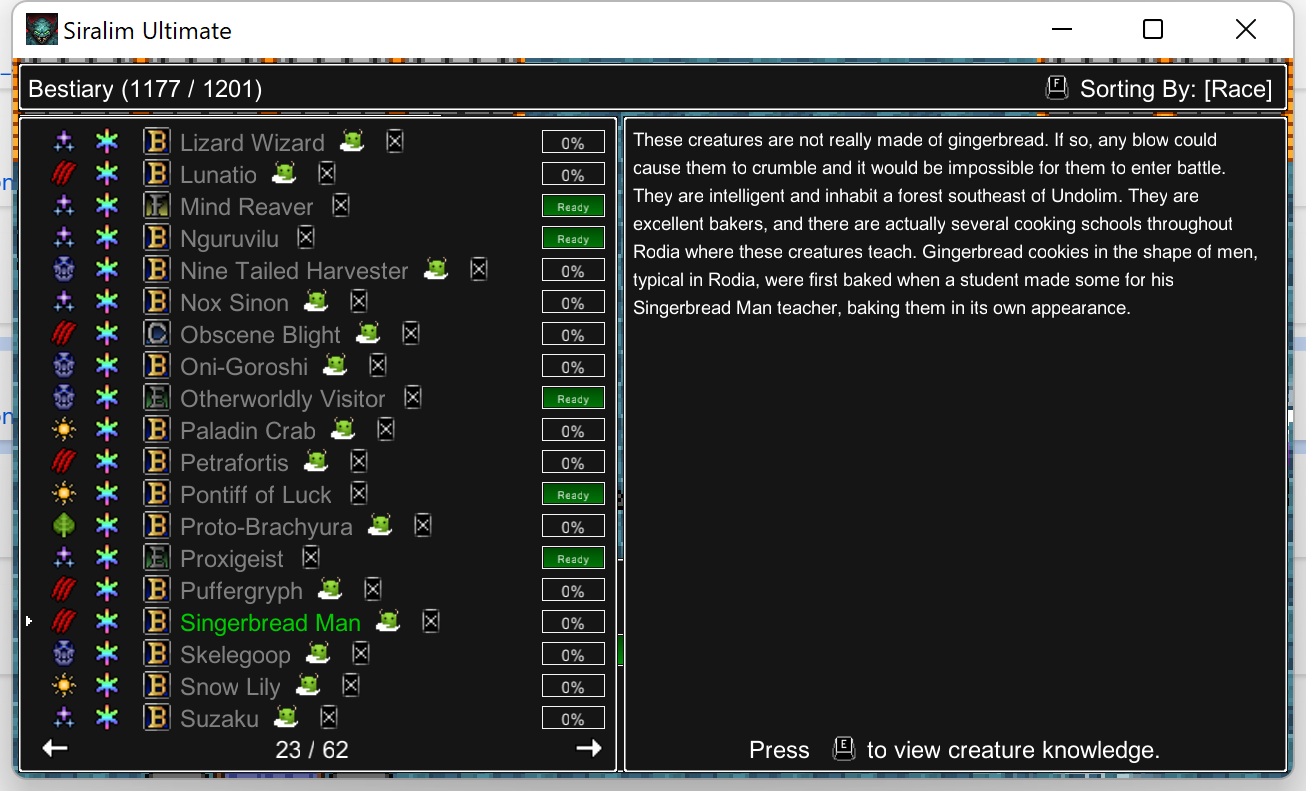 Siralim Ultimate
Bestiary (1177 / 1201)
F Sorting By: [Race]
B Lizard Wizard 0%
B Lunatio 0%
F Mind Reaver Ready
B Nguruvilu Ready
B Nine Tailed Harvester 0%
B Nox Sinon 0%
C Obscene Blight 0%
B Oni-Goroshi 0%
E Otherworldly Visitor Ready
B Paladin Crab 0%
B Petrafortis 0%
B Pontiff of Luck Ready
B Proto-Brachyura 0%
E Proxigeist Ready
B Puffergryph 0%
B Singerbread Man 0%
B Skelegoop 0%
B Snow Lily 0%
B Suzaku 0%
23 / 62
These creatures are not really made of gingerbread. If so, any blow could
cause them to crumble and it would be impossible for them to enter battle.
They are intelligent and inhabit a forest southeast of Undolim. They are
excellent bakers, and there are actually several cooking schools throughout
Rodia where these creatures teach. Gingerbread cookies in the shape of men,
typical in Rodia, were first baked when a student made some for his
Singerbread Man teacher, baking them in its own appearance.
Press E to view creature knowledge.